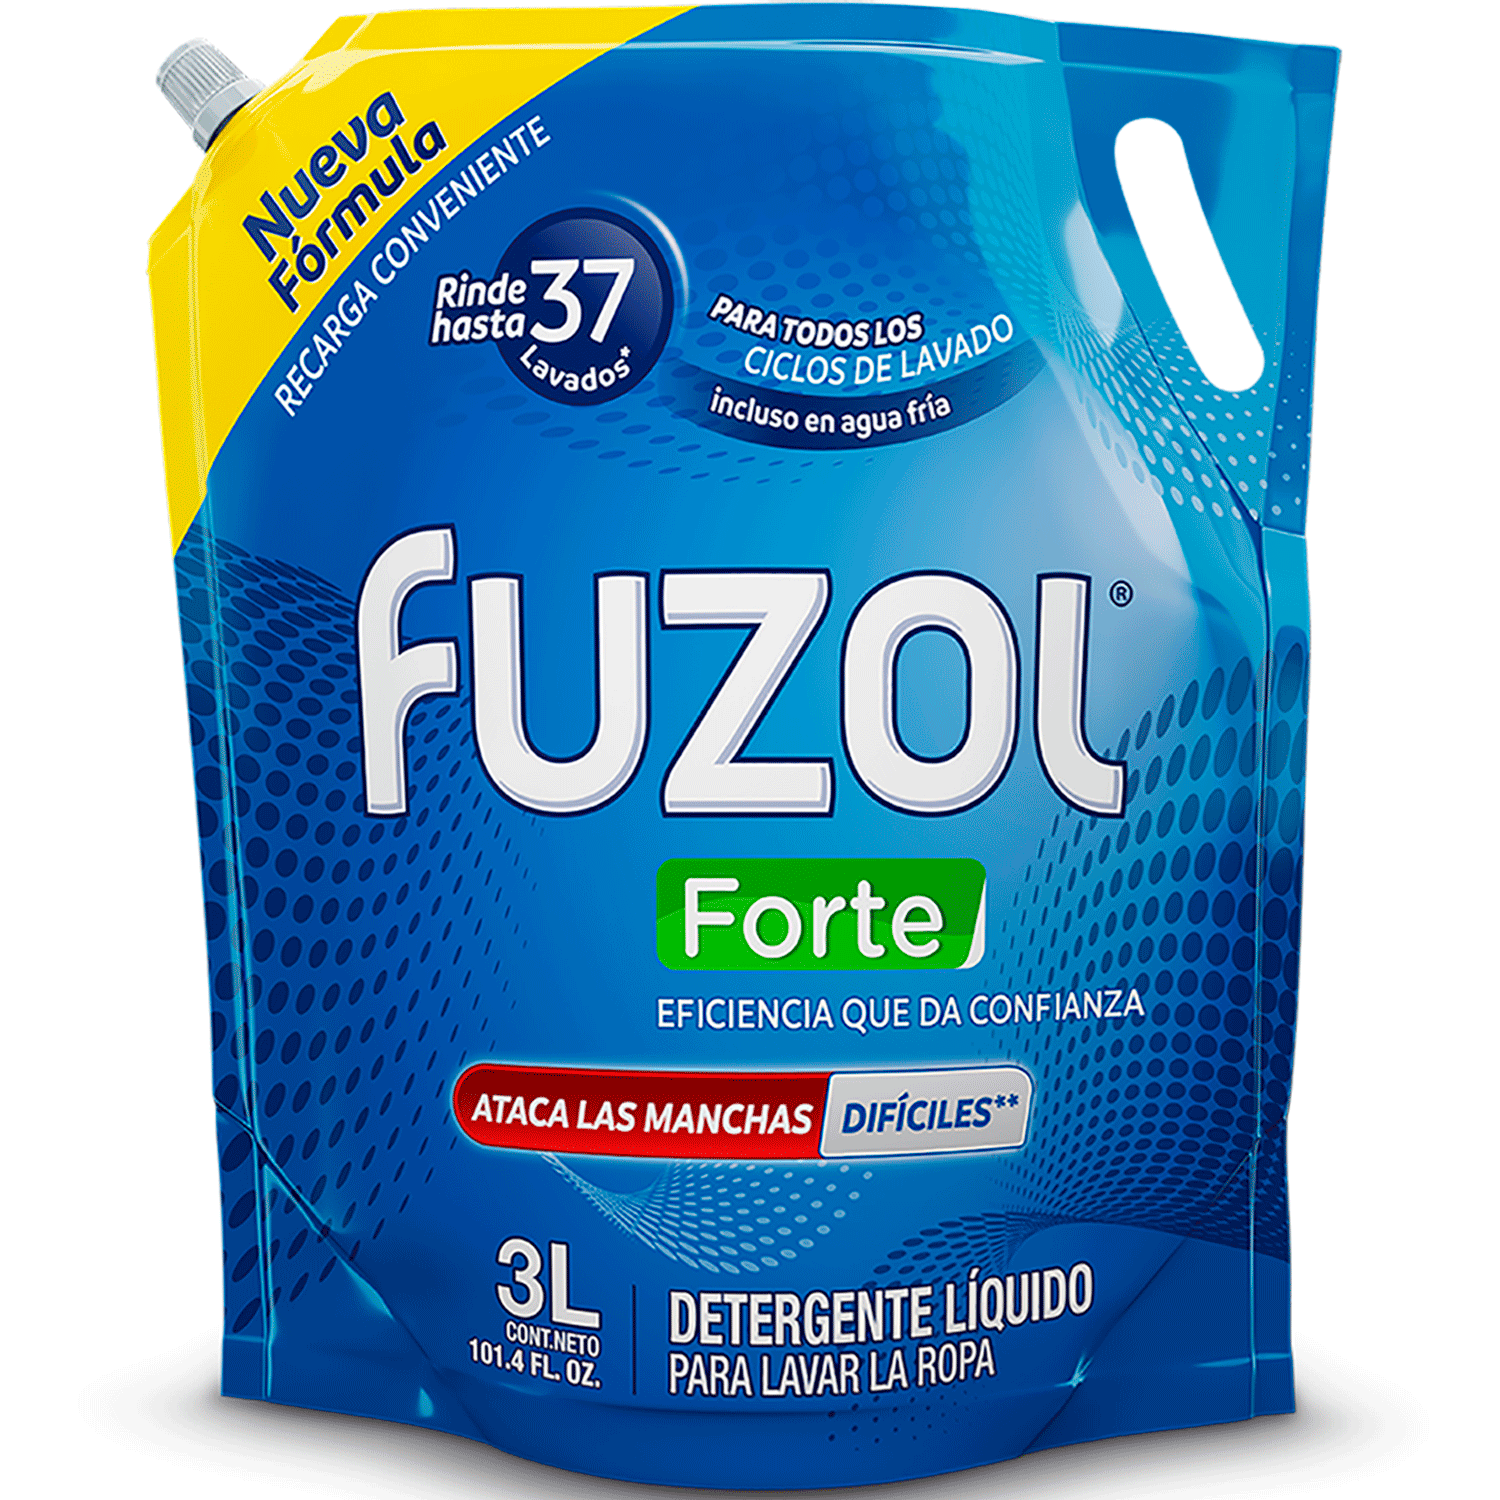 Nueva
Fórmula
RECARGA CONVENIENTE
Rinde
hasta 37
Lavados*
PARA TODOS LOS
CICLOS DE LAVADO
incluso en agua fría
fuzol®
Forte
EFICIENCIA QUE DA CONFIANZA
ATACA LAS MANCHAS DIFÍCILES**
3L
CONT.NETO
101.4 FL. OZ.
DETERGENTE LÍQUIDO
PARA LAVAR LA ROPA